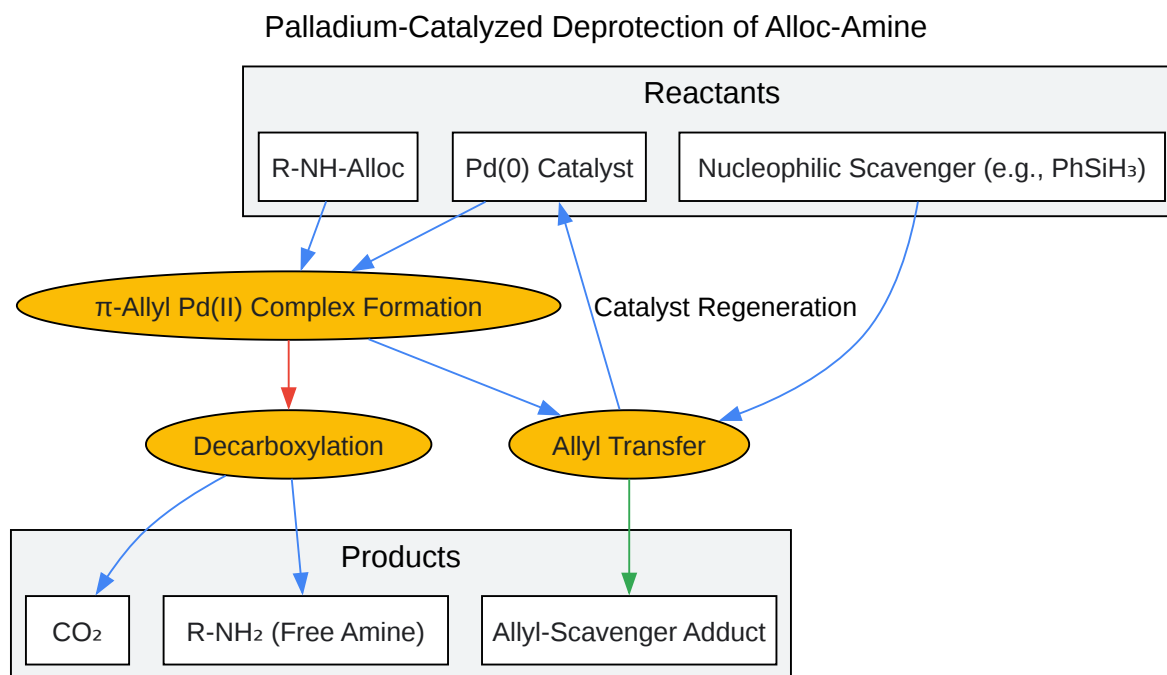 Palladium-Catalyzed Deprotection of Alloc-Amine
Reactants
R-NH-Alloc
Pd(0) Catalyst
Nucleophilic Scavenger (e.g., PhSiH₃)
π-Allyl Pd(II) Complex Formation
Catalyst Regeneration
Decarboxylation
Allyl Transfer
Products
CO₂
R-NH₂ (Free Amine)
Allyl-Scavenger Adduct